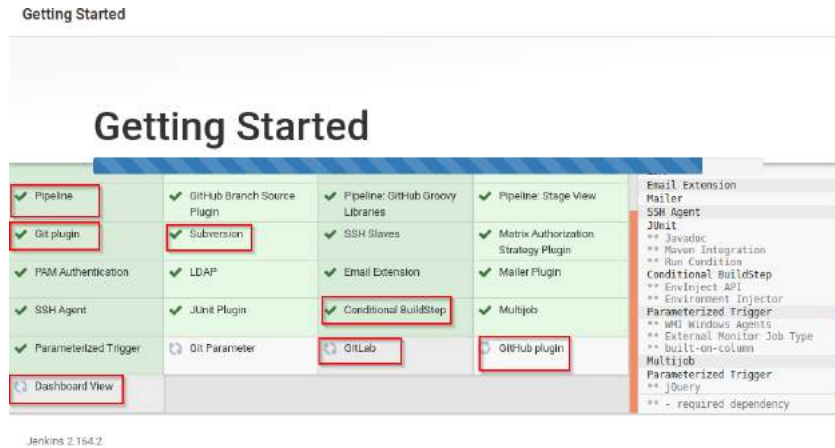 Getting Started
Getting Started
Pipeline
GitHub Branch Source
Plugin
Pipeline: GitHub Groovy
Libraries
Pipeline: Stage View
Git plugin
Subversion
SSH Slaves
Matrix Authorization
Strategy Plugin
PAM Authentication
LDAP
Email Extension
Mailer Plugin
SSH Agent
JUnit Plugin
Conditional BuildStep
Multijob
Parameterized Trigger
Git Parameter
GitLab
GitHub plugin
Dashboard View
Email Extension
Mailer
SSH Agent
JUnit
** Javadoc
** Maven Integration
** Run Condition
Conditional BuildStep
** EnvInject API
** Environment Injector
Parameterized Trigger
** WMI Windows Agents
** External Monitor Job Type
** built-on-column
Multijob
Parameterized Trigger
** jQuery
** - required dependency
Jenkins 2.164.2